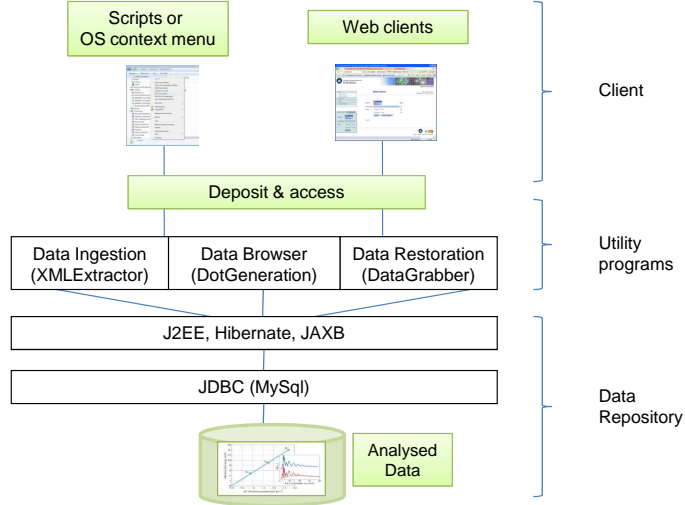 Scripts or
OS context menu
Web clients
Client
Deposit & access
Data Ingestion
(XMLExtractor)
Data Browser
(DotGeneration)
Data Restoration
(DataGrabber)
Utility
programs
J2EE, Hibernate, JAXB
JDBC (MySql)
Data
Repository
Analysed
Data